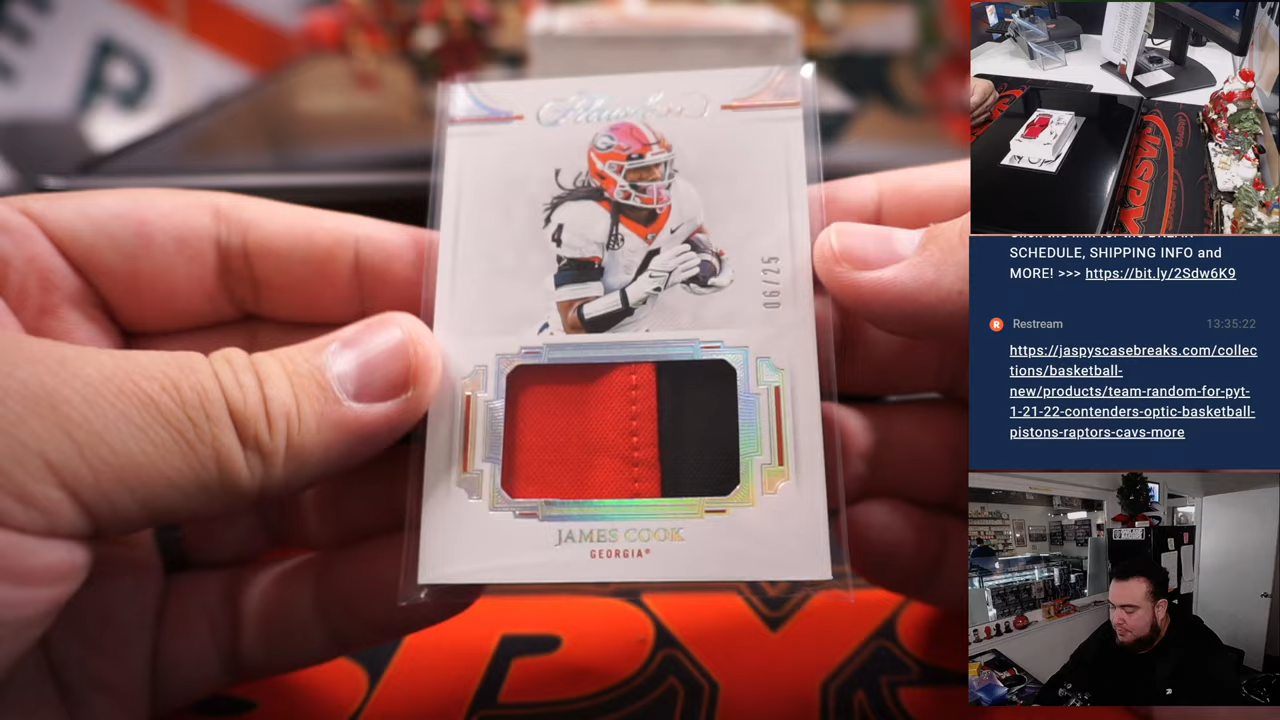 Flawless
4
06/25
JAMES COOK
GEORGIA®
SCHEDULE, SHIPPING INFO and
MORE! >>> https://bit.ly/2Sdw6K9
Restream
13:35:22
https://jaspyscasebreaks.com/collec
tions/basketball-
new/products/team-random-for-pyt-
1-21-22-contenders-optic-basketball-
pistons-raptors-cavs-more
JASPY